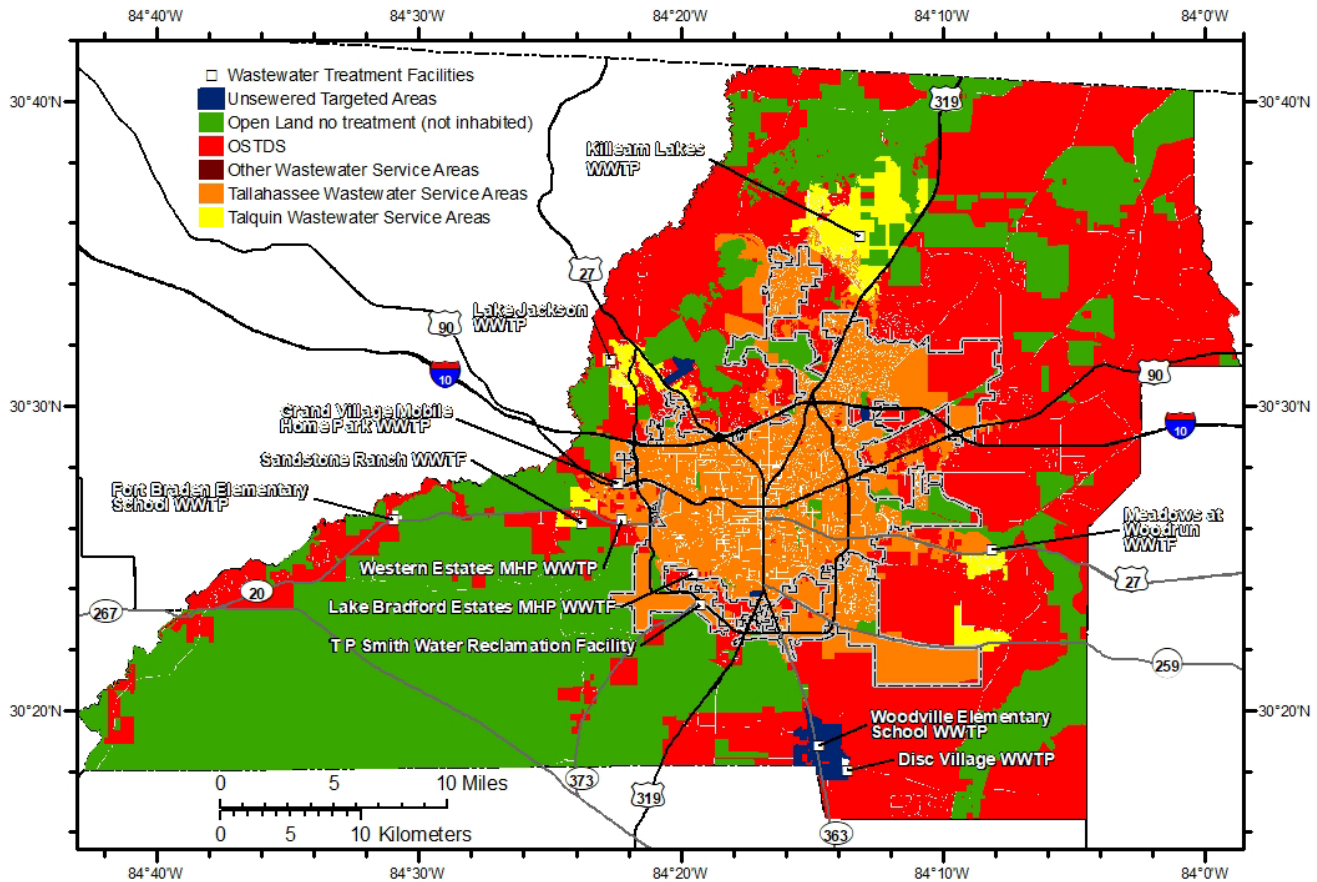 84°40'W 84°30'W 84°20'W 84°10'W 84°0'W
Wastewater Treatment Facilities
Unsewered Targeted Areas
Open Land no treatment (not inhabited)
OSTDS
Other Wastewater Service Areas
Tallahassee Wastewater Service Areas
Talquin Wastewater Service Areas
30°40'N
30°40'N
319
Killearn Lakes
WWTP
27
Lake Jackson
WWTP
90
10
90
10
30°30'N
30°30'N
Grand Village Mobile
Home Park WWTP
Sandstone Ranch WWTF
Fort Braden Elementary
School WWTP
Meadows at
Woodrun
WWTF
Western Estates MHP WWTP
27
20
267
Lake Bradford Estates MHP WWTF
T P Smith Water Reclamation Facility
259
30°20'N
30°20'N
Woodville Elementary
School WWTP
Disc Village WWTP
0 5 10 Miles
0 5 10 Kilometers
373
319
363
84°40'W 84°30'W 84°20'W 84°10'W 84°0'W